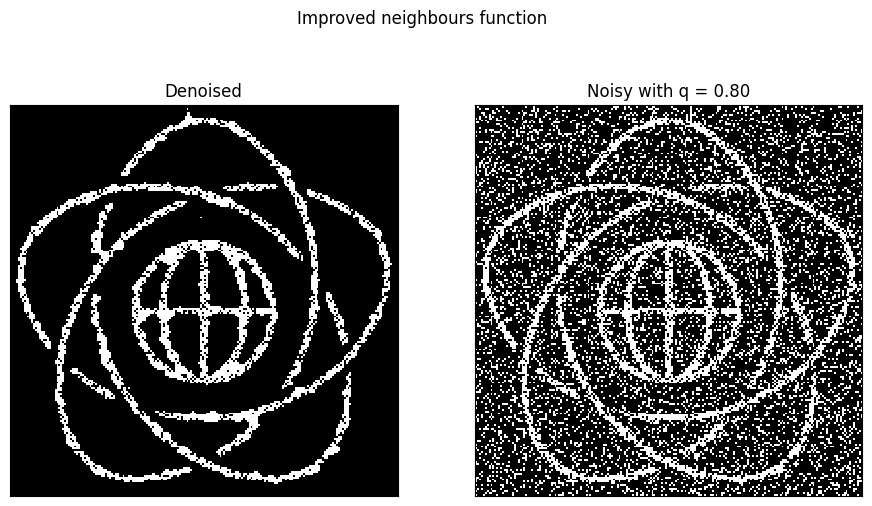 Improved neighbours function
Denoised
Noisy with q = 0.80